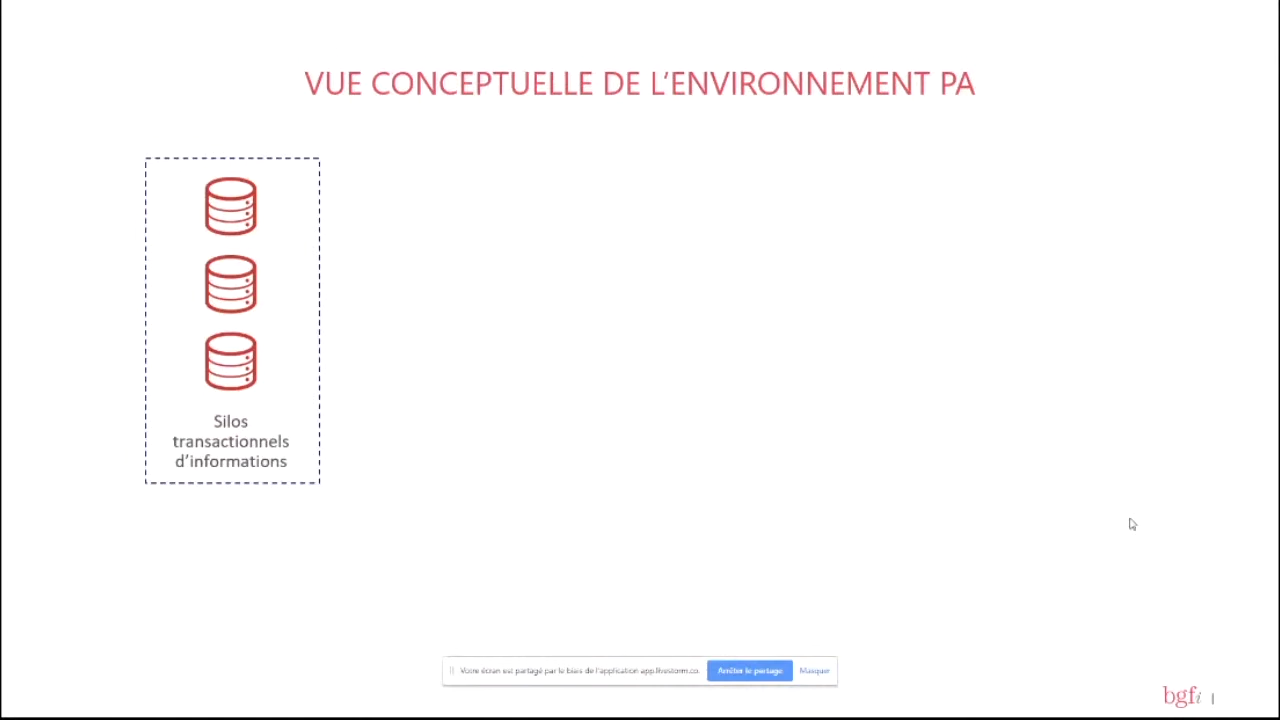 VUE CONCEPTUELLE DE L'ENVIRONNEMENT PA
Silos
transactionnels
d'informations
Votre écran est partagé par le biais de l'application app.livestorm.co.
Arrêter le partage
Masquer
bgfi |